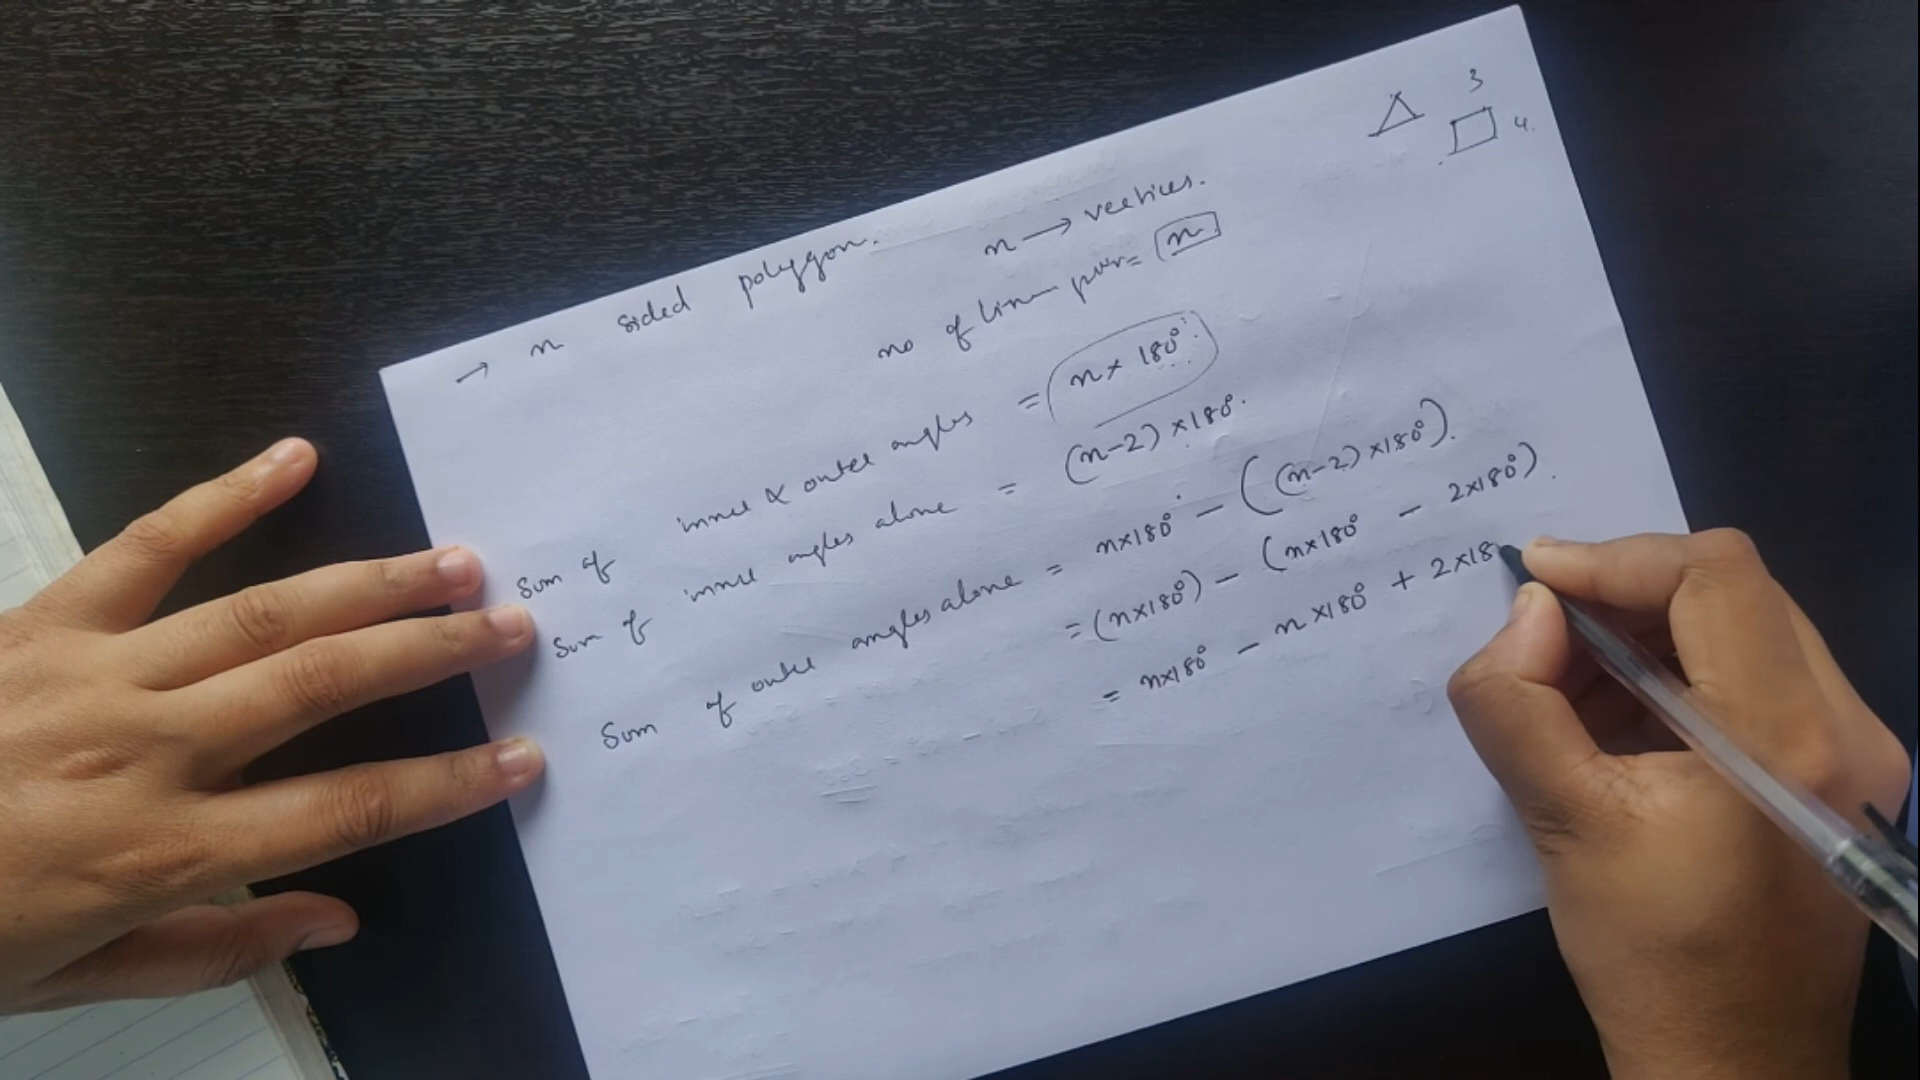 3
4.
→ n sided polygon. n → vertices.
no of linear pair = n
Sum of inner & outer angles = n × 180°
Sum of inner angles alone = (n-2) × 180°.
Sum of outer angles alone = n×180° - ((n-2) ×180°).
= (n×180°) - (n×180° - 2×180°).
= n×180° - n×180° + 2×18